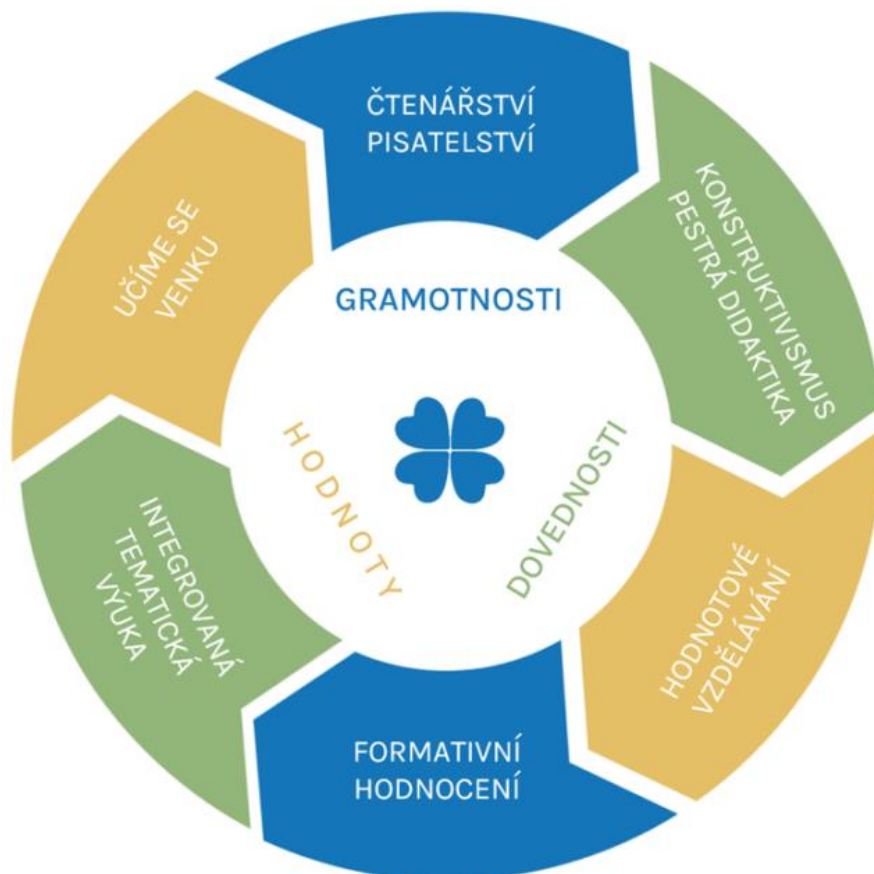 ČTENÁŘSTVÍ
PISATELSTVÍ
KONSTRUKTIVISMUS
PESTRÁ DIDAKTIKA
HODNOTOVÉ
VZDĚLÁVÁNÍ
FORMATIVNÍ
HODNOCENÍ
INTEGROVANÁ
TEMATICKÁ
VÝUKA
UČÍME SE
VENKU
GRAMOTNOSTI
DOVEDNOSTI
HODNOTY